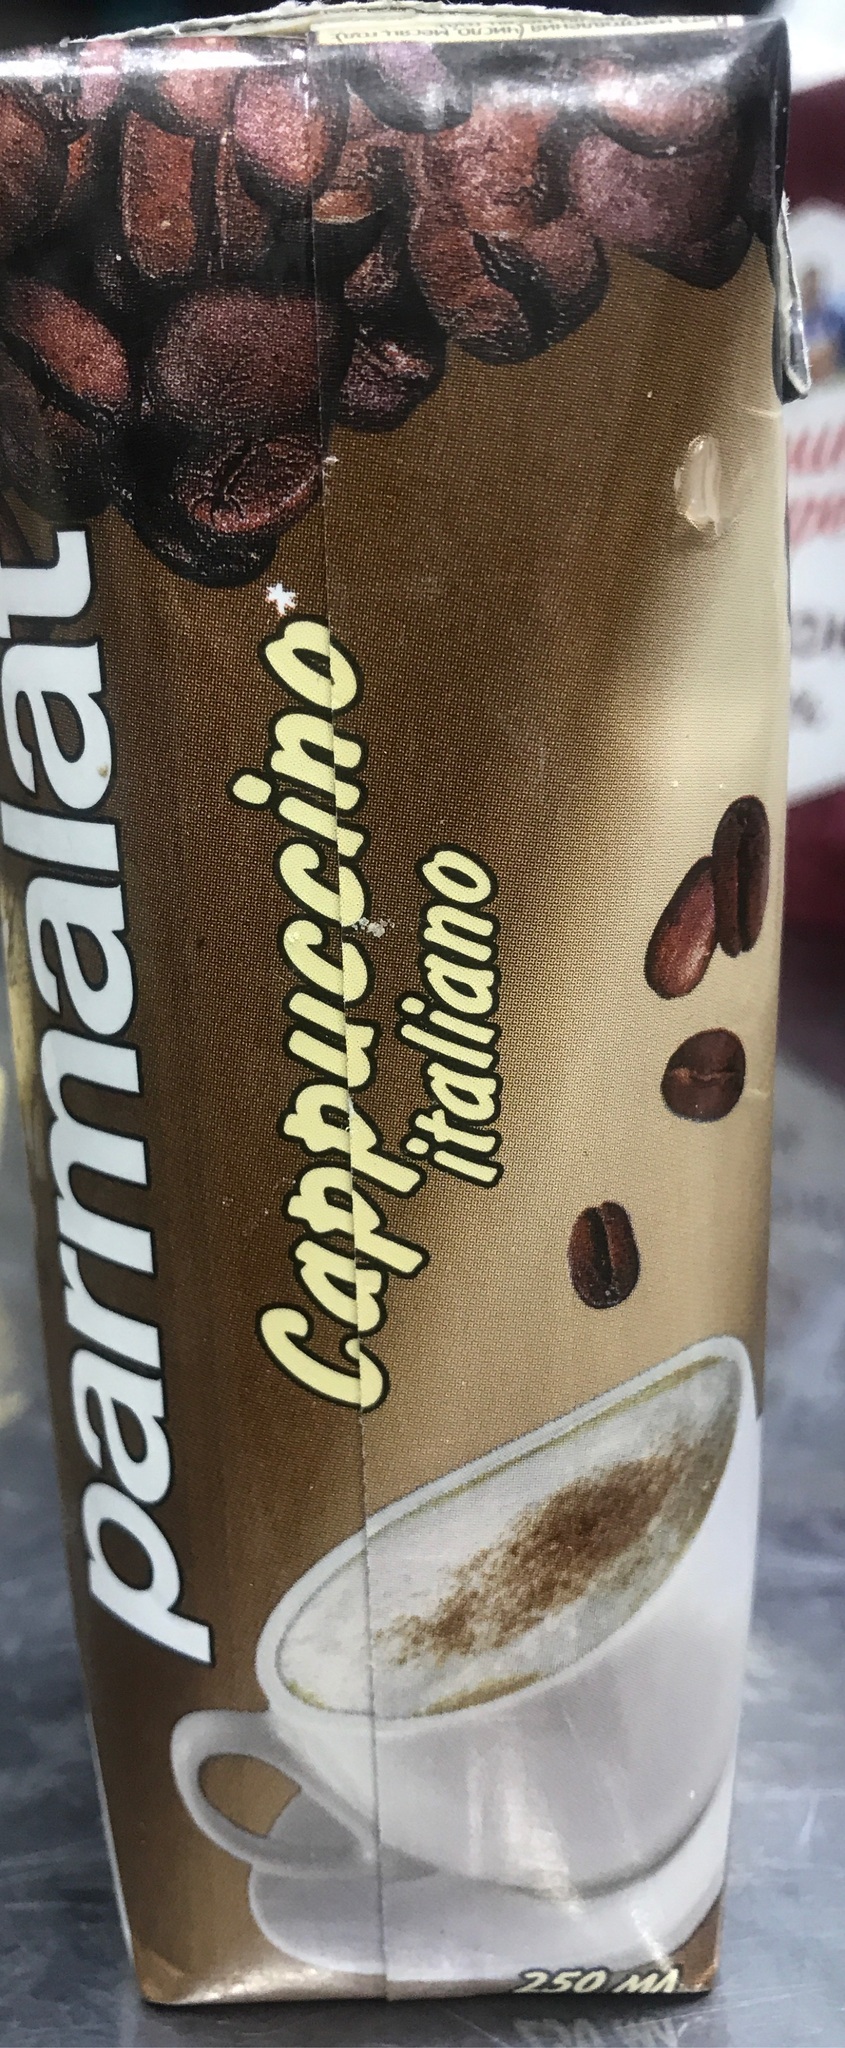 parmalat
Cappuccino*
italiano
250 мл